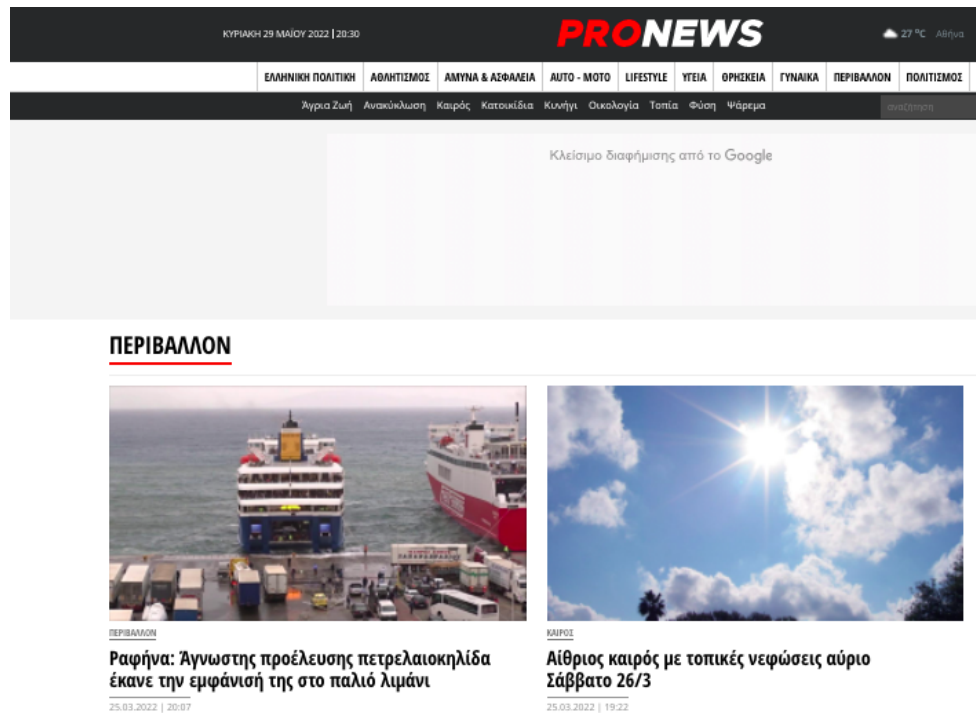 ΚΥΡΙΑΚΗ 29 ΜΑΪΟΥ 2022 | 20:30
PRONEWS
27 °C Αθήνα
ΕΛΛΗΝΙΚΗ ΠΟΛΙΤΙΚΗ ΑΘΛΗΤΙΣΜΟΣ ΑΜΥΝΑ & ΑΣΦΑΛΕΙΑ AUTO - MOTO LIFESTYLE ΥΓΕΙΑ ΘΡΗΣΚΕΙΑ ΓΥΝΑΙΚΑ ΠΕΡΙΒΑΛΛΟΝ ΠΟΛΙΤΙΣΜΟΣ
Άγρια Ζωή Ανακύκλωση Καιρός Κατοικίδια Κυνήγι Οικολογία Τοπία Φύση Ψάρεμα
αναζήτηση
Κλείσιμο διαφήμισης από το Google
ΠΕΡΙΒΑΛΛΟΝ
ΠΕΡΙΒΑΛΛΟΝ
Ραφήνα: Άγνωστης προέλευσης πετρελαιοκηλίδα
έκανε την εμφάνισή της στο παλιό λιμάνι
25.03.2022 | 20:07
ΚΑΙΡΟΣ
Αίθριος καιρός με τοπικές νεφώσεις αύριο
Σάββατο 26/3
25.03.2022 | 19:22